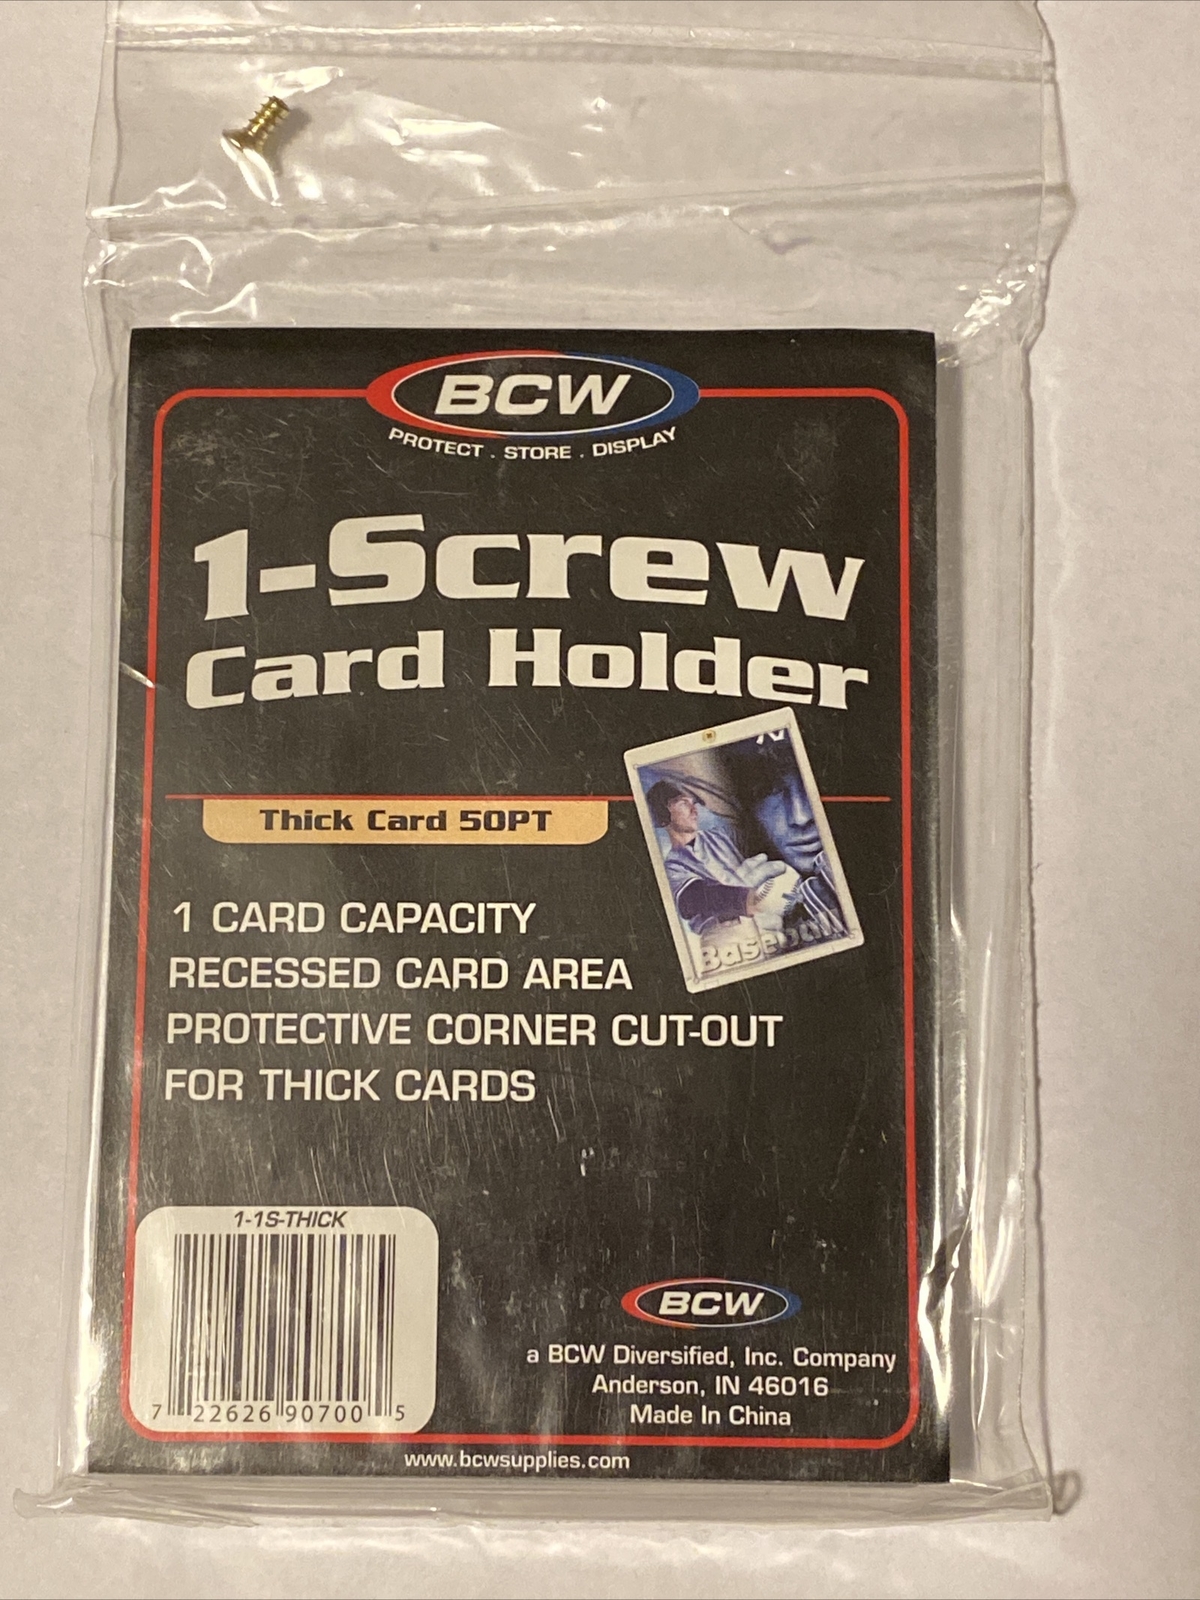 BCW
PROTECT . STORE . DISPLAY
1-Screw
Card Holder
Thick Card 50PT
Baseball
1 CARD CAPACITY
RECESSED CARD AREA
PROTECTIVE CORNER CUT-OUT
FOR THICK CARDS
1-1S-THICK
7 22626 90700 5
BCW
a BCW Diversified, Inc. Company
Anderson, IN 46016
Made In China
www.bcwsupplies.com